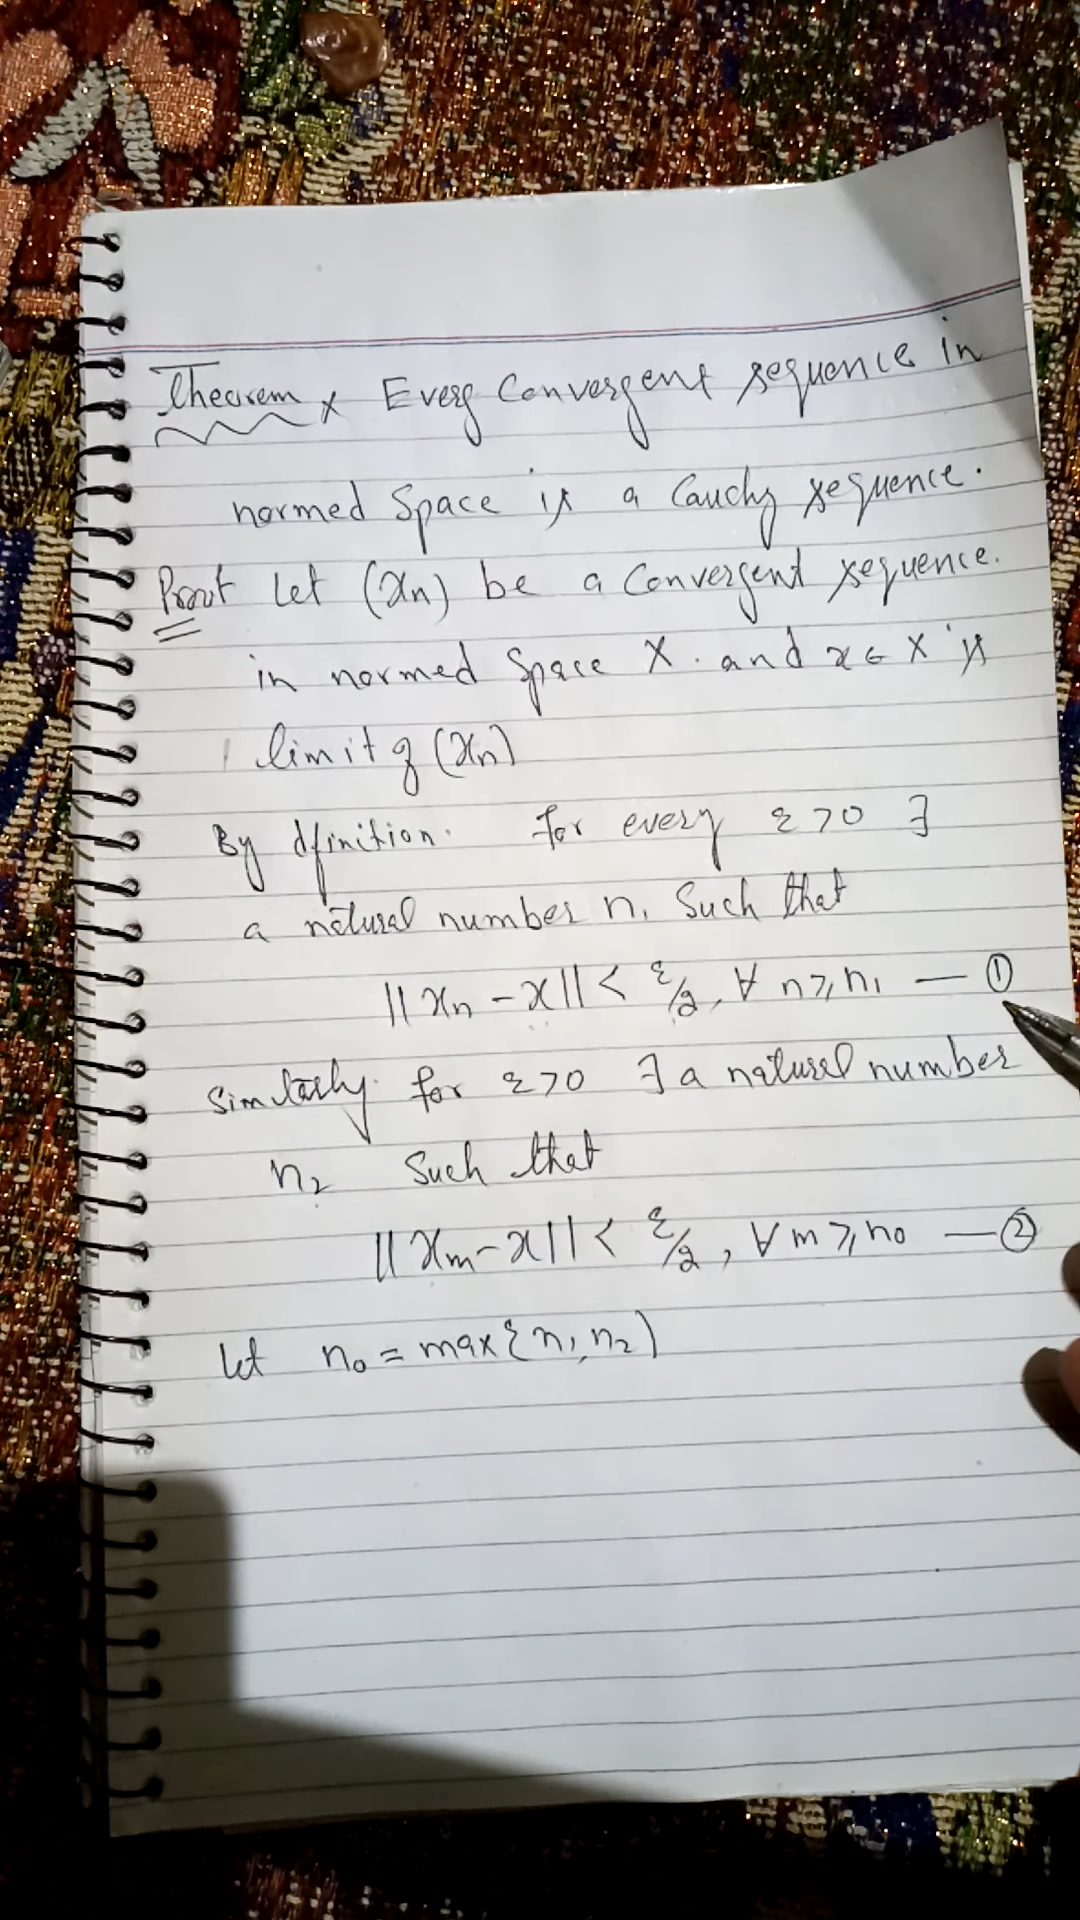 Theorem × Every Convergent sequence in
normed Space is a Cauchy sequence.
Proof Let (xn) be a Convergent sequence.
in normed Space X. and x ∈ X is
limit of (xn)
By dfinition. for every ε>0 ∃
a natural number n₁ Such that
||xn - x|| < ε/2, ∀ n≥n₁ — ①
Similarly for ε>0 ∃ a natural number
n₂ Such that
||xm - x|| < ε/2, ∀ m≥n₀ — ②
let n₀ = max{n₁, n₂)